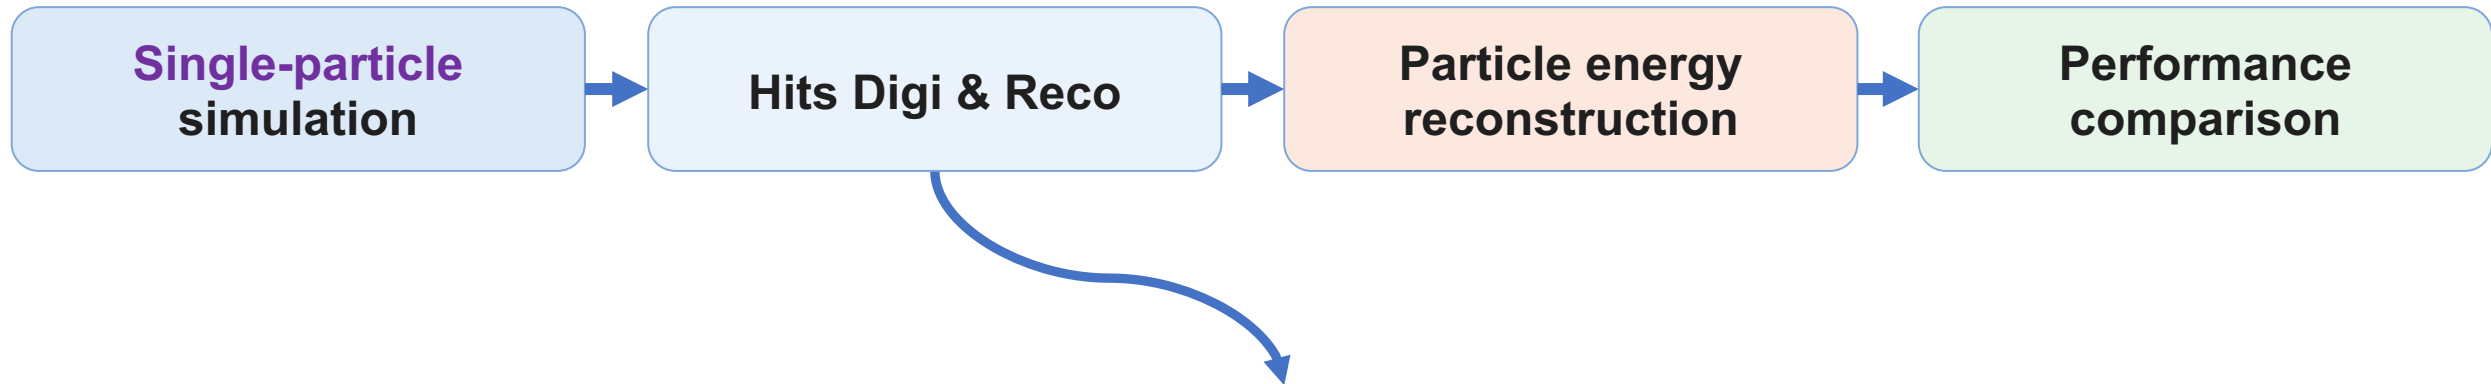 Single-particle
simulation
Hits Digi & Reco
Particle energy
reconstruction
Performance
comparison